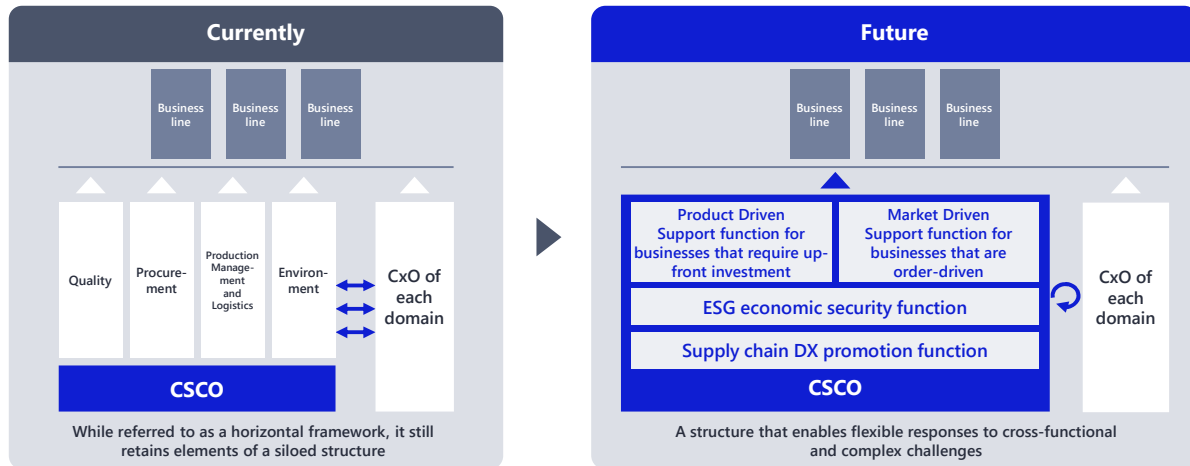 Currently
Business
line
Business
line
Business
line
Quality
Procure-
ment
Production
Manage-
ment
and
Logistics
Environ-
ment
CxO of
each
domain
CSCO
While referred to as a horizontal framework, it still
retains elements of a siloed structure
Future
Business
line
Business
line
Business
line
Product Driven
Support function for
businesses that require up-
front investment
Market Driven
Support function for
businesses that are
order-driven
ESG economic security function
Supply chain DX promotion function
CSCO
CxO of
each
domain
A structure that enables flexible responses to cross-functional
and complex challenges